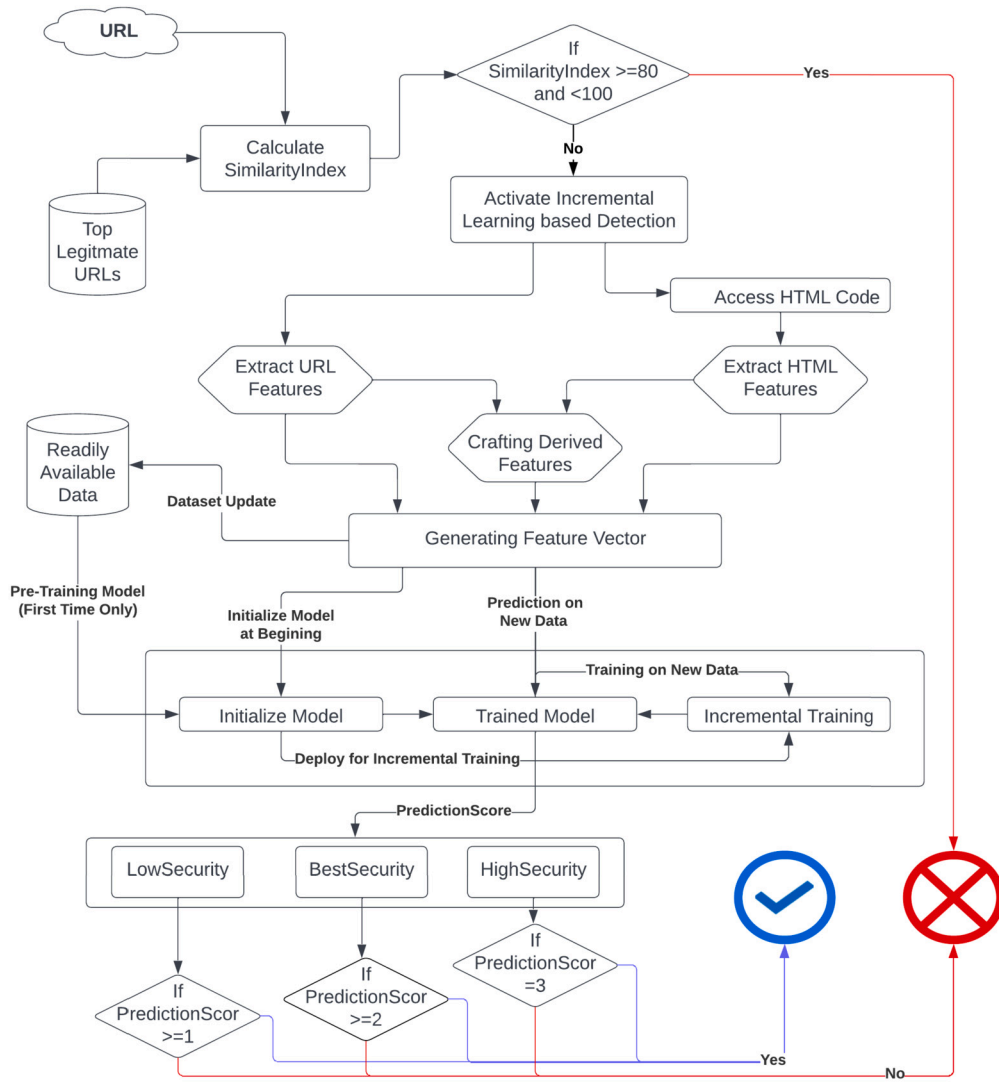 URL
If
SimilarityIndex >=80
and <100
Yes
Calculate
SimilarityIndex
No
Top
Legitmate
URLs
Activate Incremental
Learning based Detection
Access HTML Code
Extract URL
Features
Extract HTML
Features
Crafting Derived
Features
Readily
Available
Data
Dataset Update
Generating Feature Vector
Pre-Training Model
(First Time Only)
Initialize Model
at Begining
Prediction on
New Data
Training on New Data
Initialize Model
Trained Model
Incremental Training
Deploy for Incremental Training
PredictionScore
LowSecurity
BestSecurity
HighSecurity
If
PredictionScor
>=1
If
PredictionScor
>=2
If
PredictionScor
=3
Yes
No